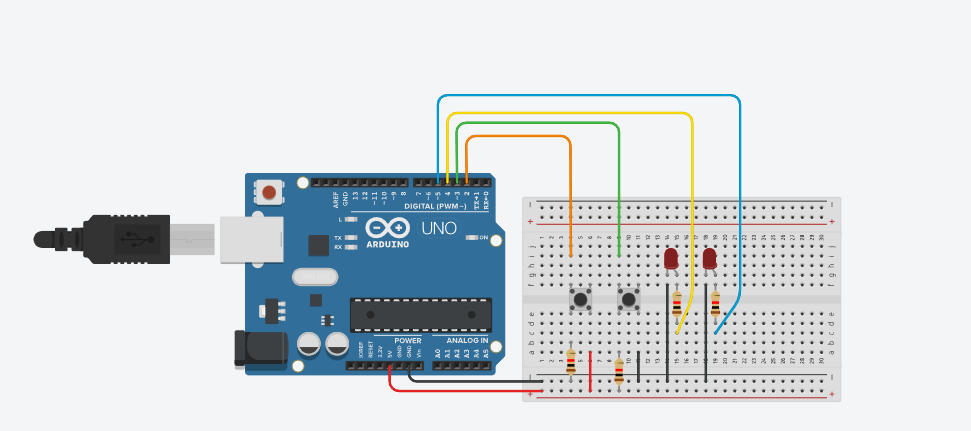 AREF
GND
13
12
~11
~10
~9
8
7
~6
~5
4
~3
2
TX→1
RX←0
DIGITAL (PWM~)
L
TX
RX
ARDUINO
UNO
ON
IOREF
RESET
3.3V
5V
GND
GND
Vin
POWER
ANALOG IN
A0
A1
A2
A3
A4
A5
j
i
h
g
f
e
d
c
b
a